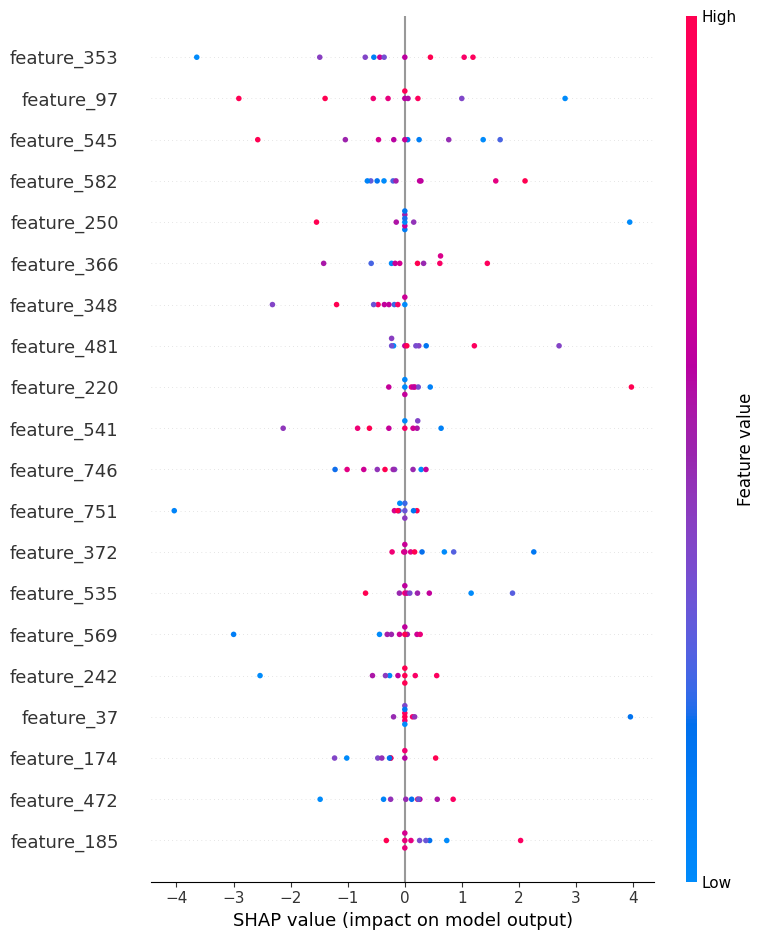 High
feature_353
feature_97
feature_545
feature_582
feature_250
feature_366
feature_348
feature_481
feature_220
feature_541
feature_746
feature_751
feature_372
feature_535
feature_569
feature_242
feature_37
feature_174
feature_472
feature_185
Feature value
Low
−4 −3 −2 −1 0 1 2 3 4
SHAP value (impact on model output)